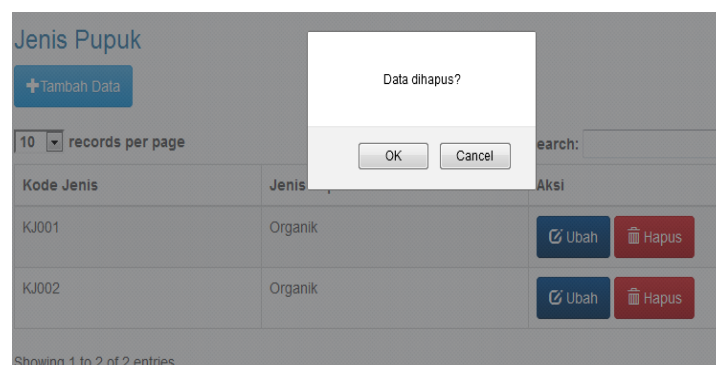 Jenis Pupuk
Tambah Data
Data dihapus?
OK Cancel
10 records per page
earch:
Kode Jenis Jenis Aksi
KJ001 Organik Ubah Hapus
KJ002 Organik Ubah Hapus
Showing 1 to 2 of 2 entries